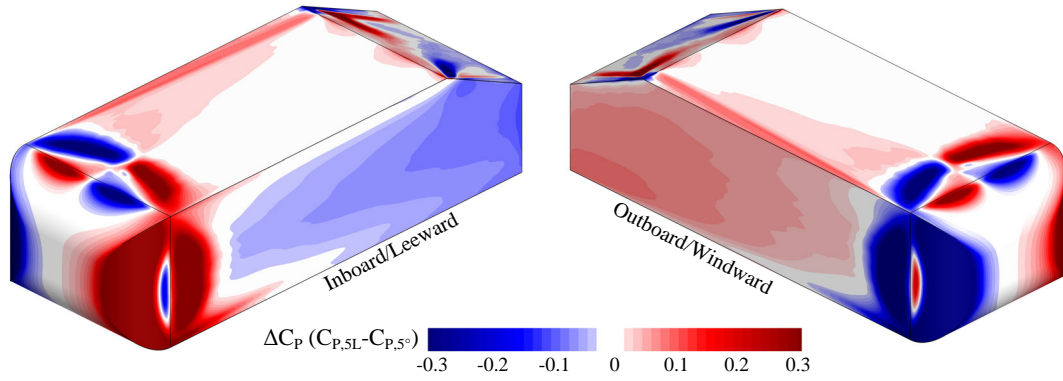 Inboard/Leeward
Outboard/Windward
ΔC_P (C_P,5L-C_P,5°)
-0.3 -0.2 -0.1 0 0.1 0.2 0.3